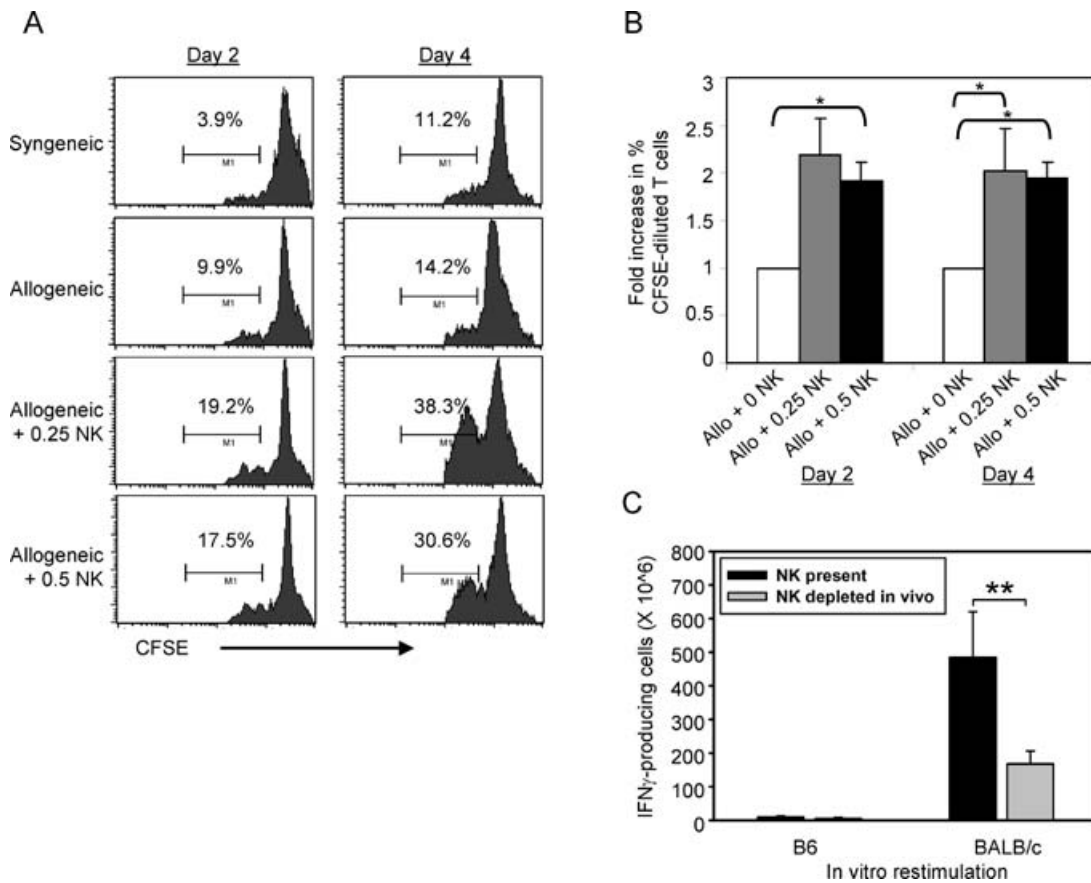 A
Day 2
Day 4
Syngeneic
3.9%
M1
11.2%
M1
Allogeneic
9.9%
M1
14.2%
M1
Allogeneic
+ 0.25 NK
19.2%
M1
38.3%
M1
Allogeneic
+ 0.5 NK
17.5%
M1
30.6%
M1
CFSE
B
Fold increase in %
CFSE-diluted T cells
3
2.5
2
1.5
1
0.5
0
*
*
*
Allo + 0 NK
Allo + 0.25 NK
Allo + 0.5 NK
Allo + 0 NK
Allo + 0.25 NK
Allo + 0.5 NK
Day 2
Day 4
C
IFNγ-producing cells (X 10^6)
800
700
600
500
400
300
200
100
0
NK present
NK depleted in vivo
**
B6
BALB/c
In vitro restimulation